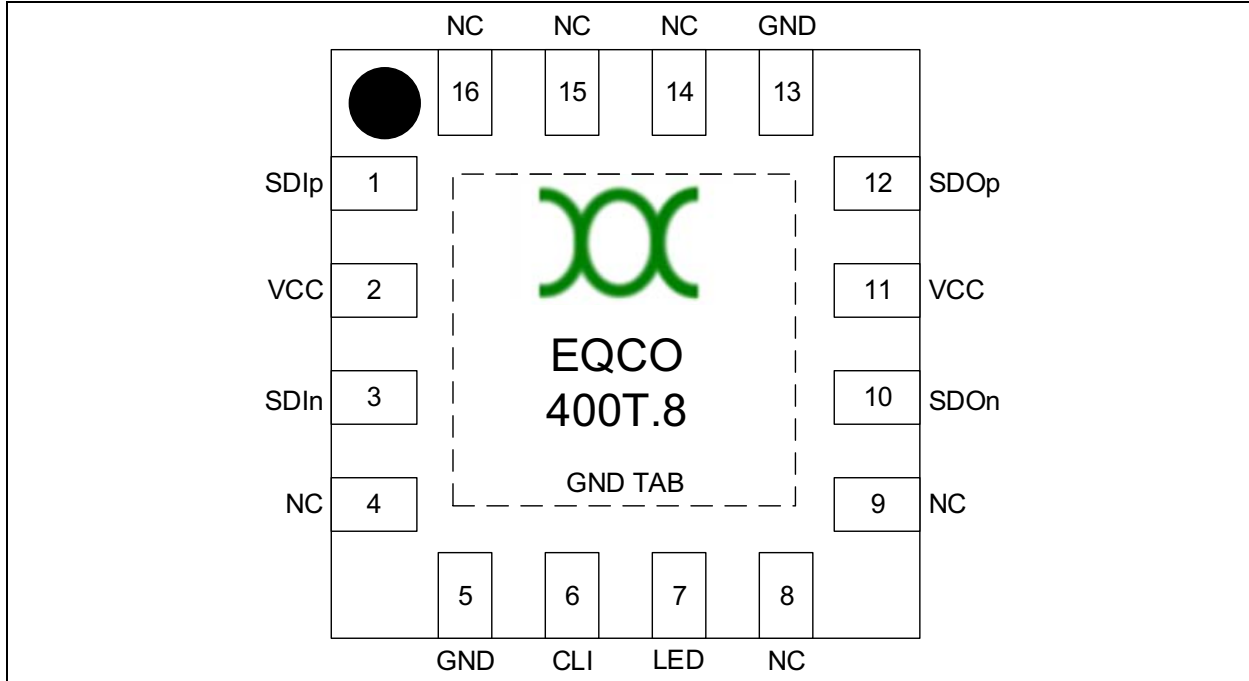 NC NC NC GND
16 15 14 13
SDIp 1 12 SDOp
VCC 2 11 VCC
EQCO
SDIn 3 400T.8 10 SDOn
GND TAB
NC 4 9 NC
5 6 7 8
GND CLI LED NC